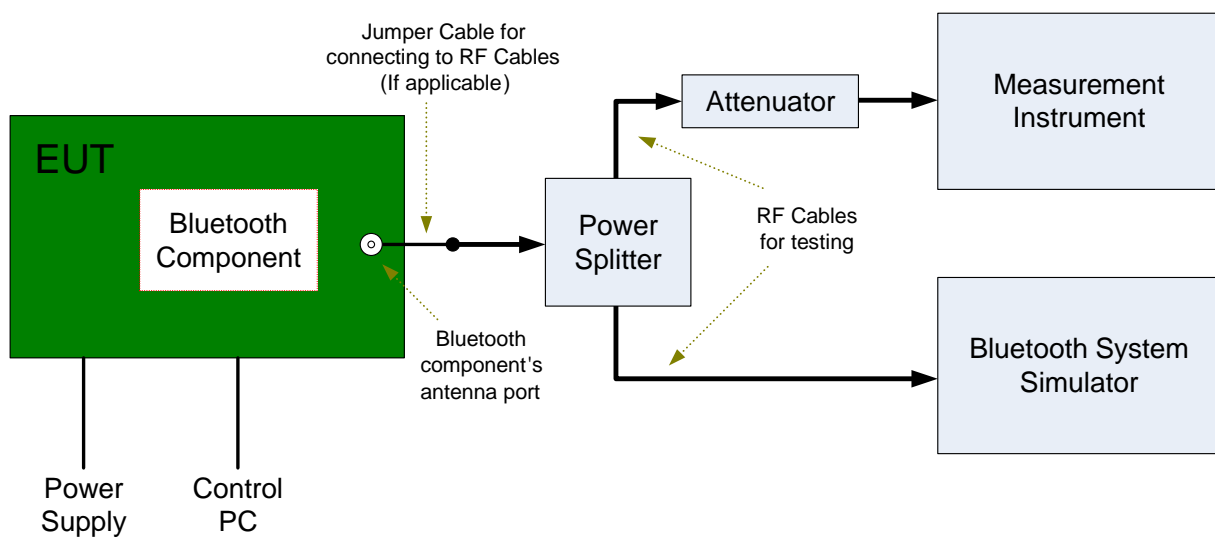 Jumper Cable for
connecting to RF Cables
(If applicable)
EUT
Bluetooth
Component
Power
Splitter
Attenuator
Measurement
Instrument
RF Cables
for testing
Bluetooth
component's
antenna port
Bluetooth System
Simulator
Power
Supply
Control
PC